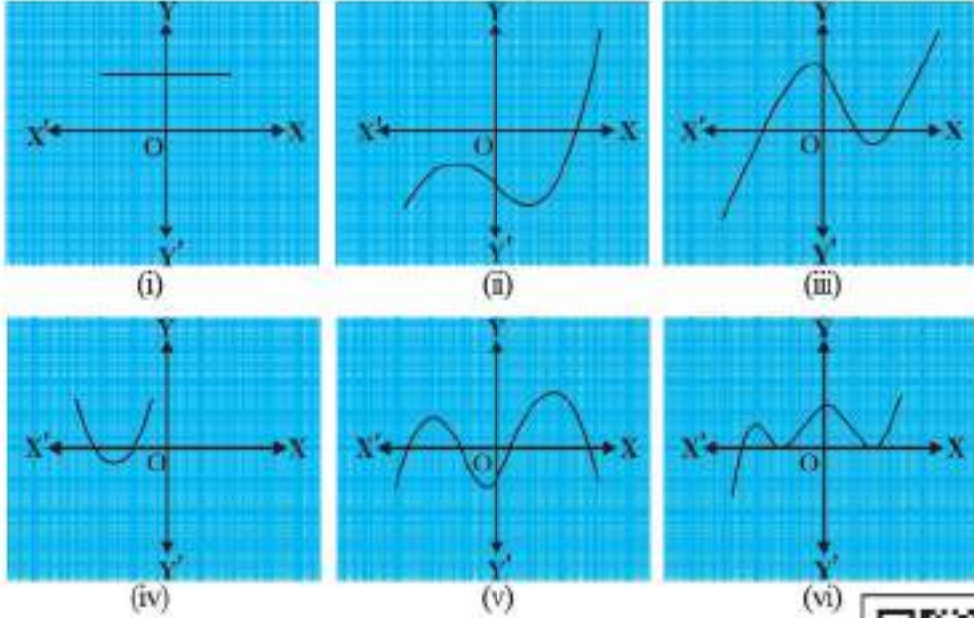 Y Y Y
X' O X X' O X X' O X
Y' Y' Y'
(i) (ii) (iii)
Y Y Y
X' O X X' O X X' O X
Y' Y' Y'
(iv) (v) (vi)